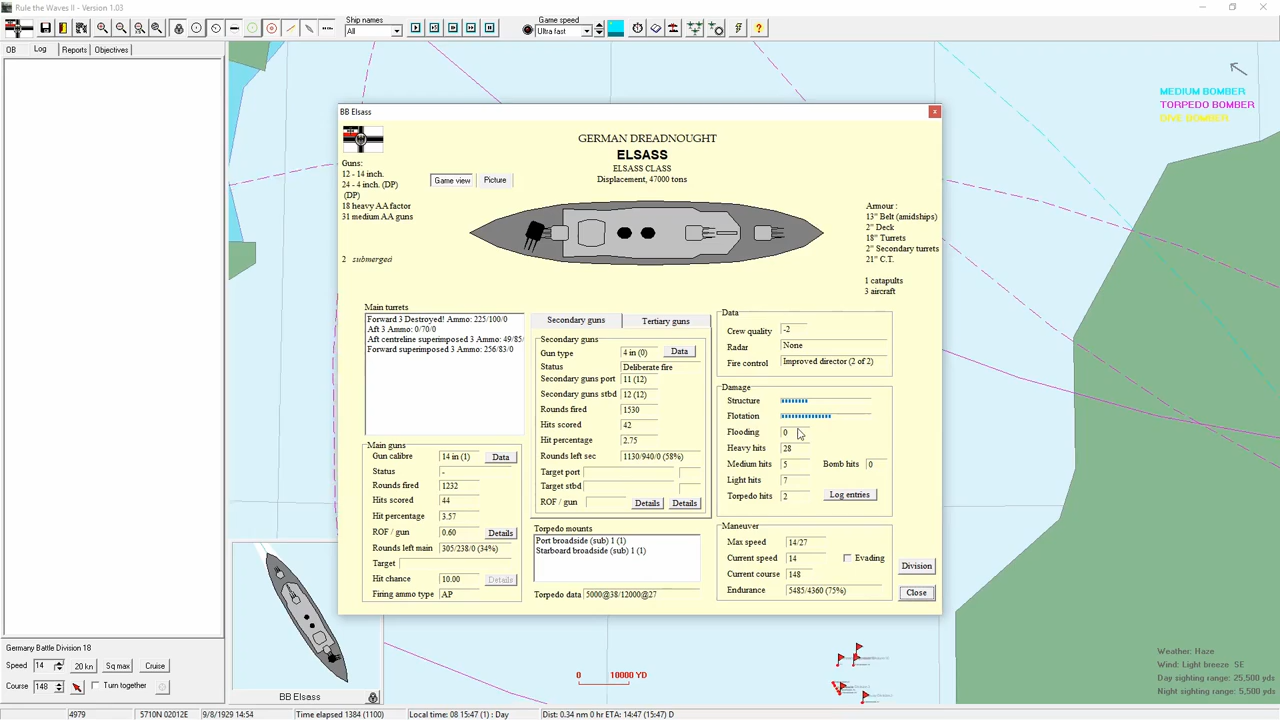 Rule the Waves II - Version 1.03
Ship names
All
Game speed
Ultra fast
OB Log Reports Objectives
MEDIUM BOMBER
TORPEDO BOMBER
DIVE BOMBER
BB Elsass
GERMAN DREADNOUGHT
ELSASS
ELSASS CLASS
Displacement, 47000 tons
Guns:
12 - 14 inch.
24 - 4 inch. (DP)
(DP)
18 heavy AA factor
31 medium AA guns
2 submerged
Game view Picture
Armour :
13" Belt (amidships)
2" Deck
18" Turrets
2" Secondary turrets
21" C.T.
1 catapults
3 aircraft
Main turrets
Forward 3 Destroyed! Ammo: 225/100/0
Aft 3 Ammo: 0/70/0
Aft centreline superimposed 3 Ammo: 49/85/
Forward superimposed 3 Ammo: 256/83/0
Main guns
Gun calibre 14 in (1) Data
Status -
Rounds fired 1232
Hits scored 44
Hit percentage 3.57
ROF / gun 0.60 Details
Rounds left main 305/238/0 (34%)
Target
Hit chance 10.00 Details
Firing ammo type AP
Secondary guns Tertiary guns
Secondary guns
Gun type 4 in (0) Data
Status Deliberate fire
Secondary guns port 11 (12)
Secondary guns stbd 12 (12)
Rounds fired 1530
Hits scored 42
Hit percentage 2.75
Rounds left sec 1130/940/0 (58%)
Target port
Target stbd
ROF / gun Details Details
Torpedo mounts
Port broadside (sub) 1 (1)
Starboard broadside (sub) 1 (1)
Torpedo data 5000@38/12000@27
Data
Crew quality -2
Radar None
Fire control Improved director (2 of 2)
Damage
Structure
Flotation
Flooding 0
Heavy hits 28
Medium hits 5 Bomb hits 0
Light hits 7
Torpedo hits 2 Log entries
Maneuver
Max speed 14/27
Current speed 14 Evading
Current course 148
Endurance 5485/4360 (75%)
Division
Close
Germany Battle Division 18
Speed 14 20 kn Sq max Cruise
Course 148 Turn together
BB Elsass
0 10000 YD
Weather: Haze
Wind: Light breeze SE
Day sighting range: 25,500 yds
Night sighting range: 5,500 yds
4979 5710N 02012E 9/8/1929 14:54 Time elapsed 1384 (1100) Local time: 08 15:47 (1) : Day Dist: 0.34 nm 0 hr ETA: 14:47 (15:47) D